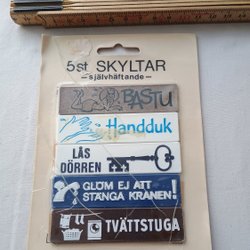 5st SKYLTAR
- självhäftande -
BASTU
Handduk
LÅS
DÖRREN
GLÖM EJ ATT
STÄNGA KRANEN!
TVÄTTSTUGA